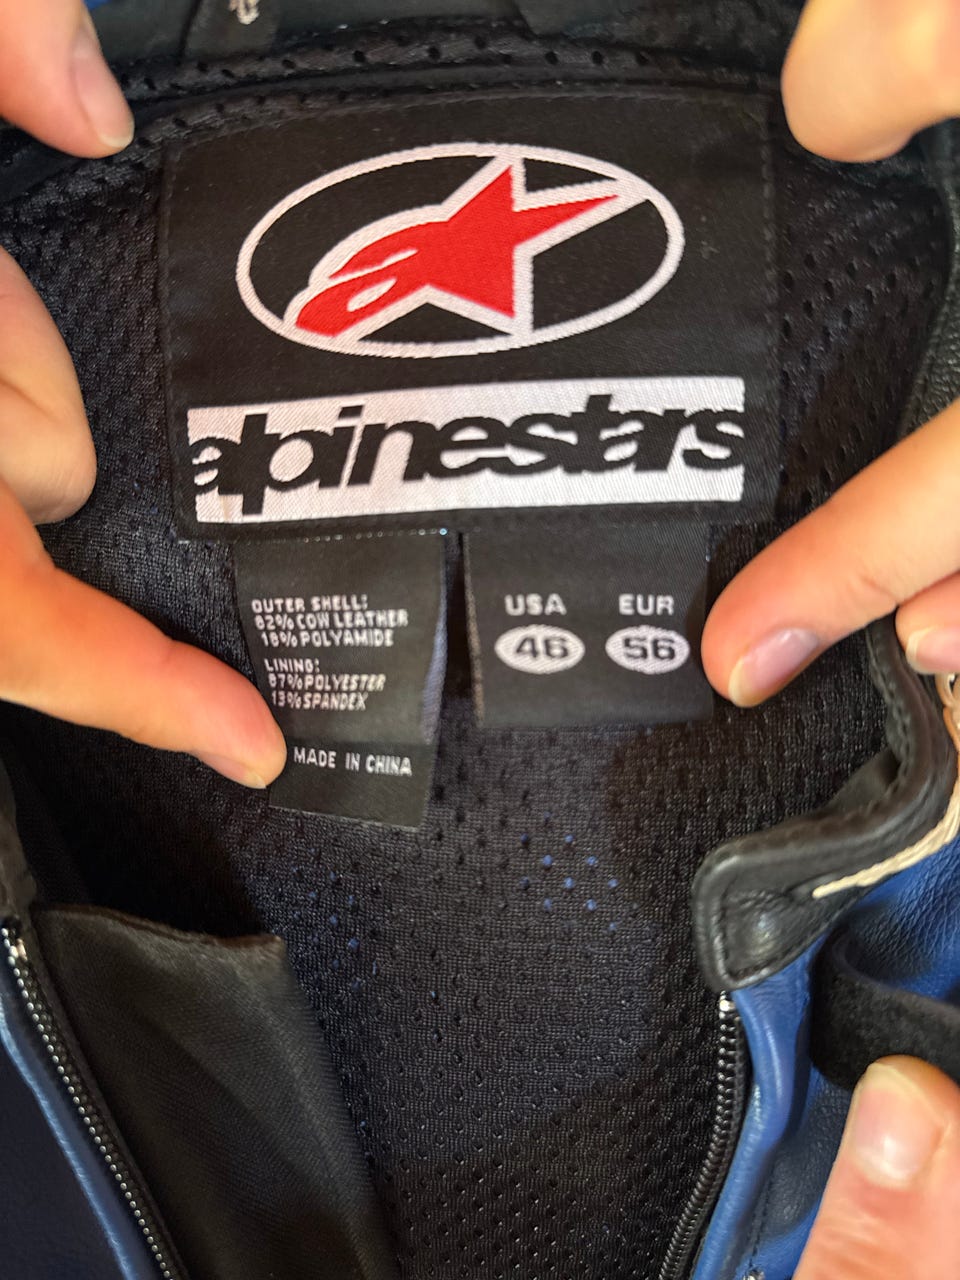 alpinestars
OUTER SHELL:
82% COW LEATHER
18% POLYAMIDE
LINING:
87% POLYESTER
13% SPANDEX
MADE IN CHINA
USA EUR
46 56